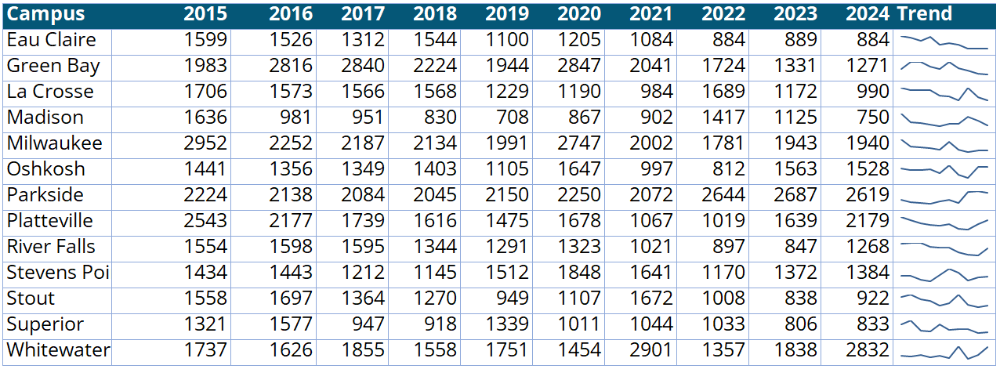 Campus 2015 2016 2017 2018 2019 2020 2021 2022 2023 2024 Trend
Eau Claire 1599 1526 1312 1544 1100 1205 1084 884 889 884
Green Bay 1983 2816 2840 2224 1944 2847 2041 1724 1331 1271
La Crosse 1706 1573 1566 1568 1229 1190 984 1689 1172 990
Madison 1636 981 951 830 708 867 902 1417 1125 750
Milwaukee 2952 2252 2187 2134 1991 2747 2002 1781 1943 1940
Oshkosh 1441 1356 1349 1403 1105 1647 997 812 1563 1528
Parkside 2224 2138 2084 2045 2150 2250 2072 2644 2687 2619
Platteville 2543 2177 1739 1616 1475 1678 1067 1019 1639 2179
River Falls 1554 1598 1595 1344 1291 1323 1021 897 847 1268
Stevens Poi 1434 1443 1212 1145 1512 1848 1641 1170 1372 1384
Stout 1558 1697 1364 1270 949 1107 1672 1008 838 922
Superior 1321 1577 947 918 1339 1011 1044 1033 806 833
Whitewater 1737 1626 1855 1558 1751 1454 2901 1357 1838 2832